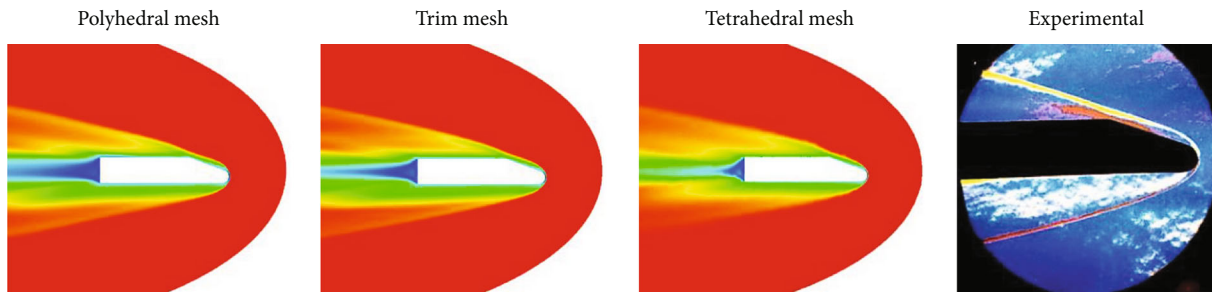 Polyhedral mesh
Trim mesh
Tetrahedral mesh
Experimental